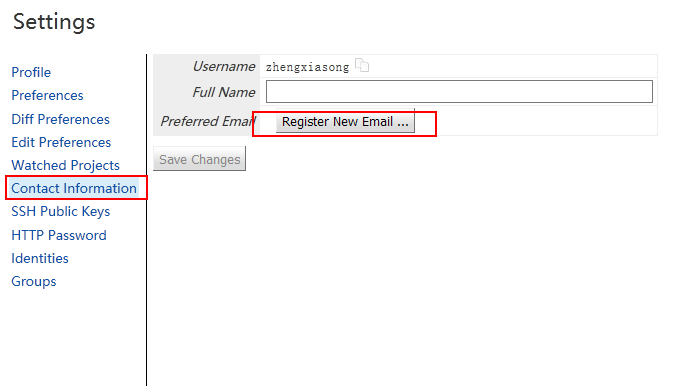 Settings
Profile
Preferences
Diff Preferences
Edit Preferences
Watched Projects
Contact Information
SSH Public Keys
HTTP Password
Identities
Groups
Username zhengxiasong
Full Name
Preferred Email Register New Email ...
Save Changes